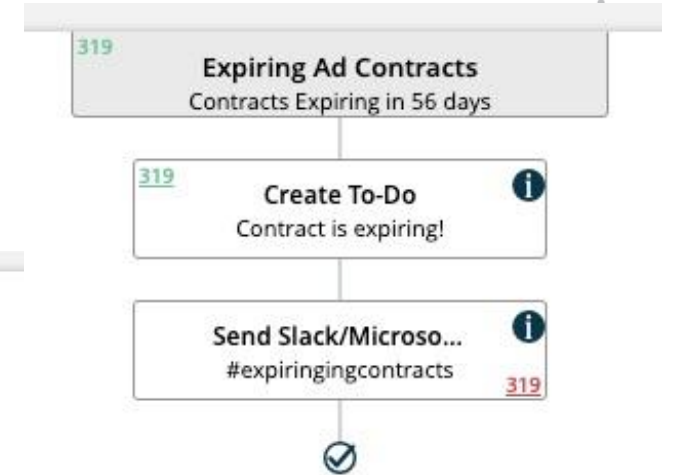 319
Expiring Ad Contracts
Contracts Expiring in 56 days
319
Create To-Do
Contract is expiring!
Send Slack/Microso...
#expiringingcontracts
319